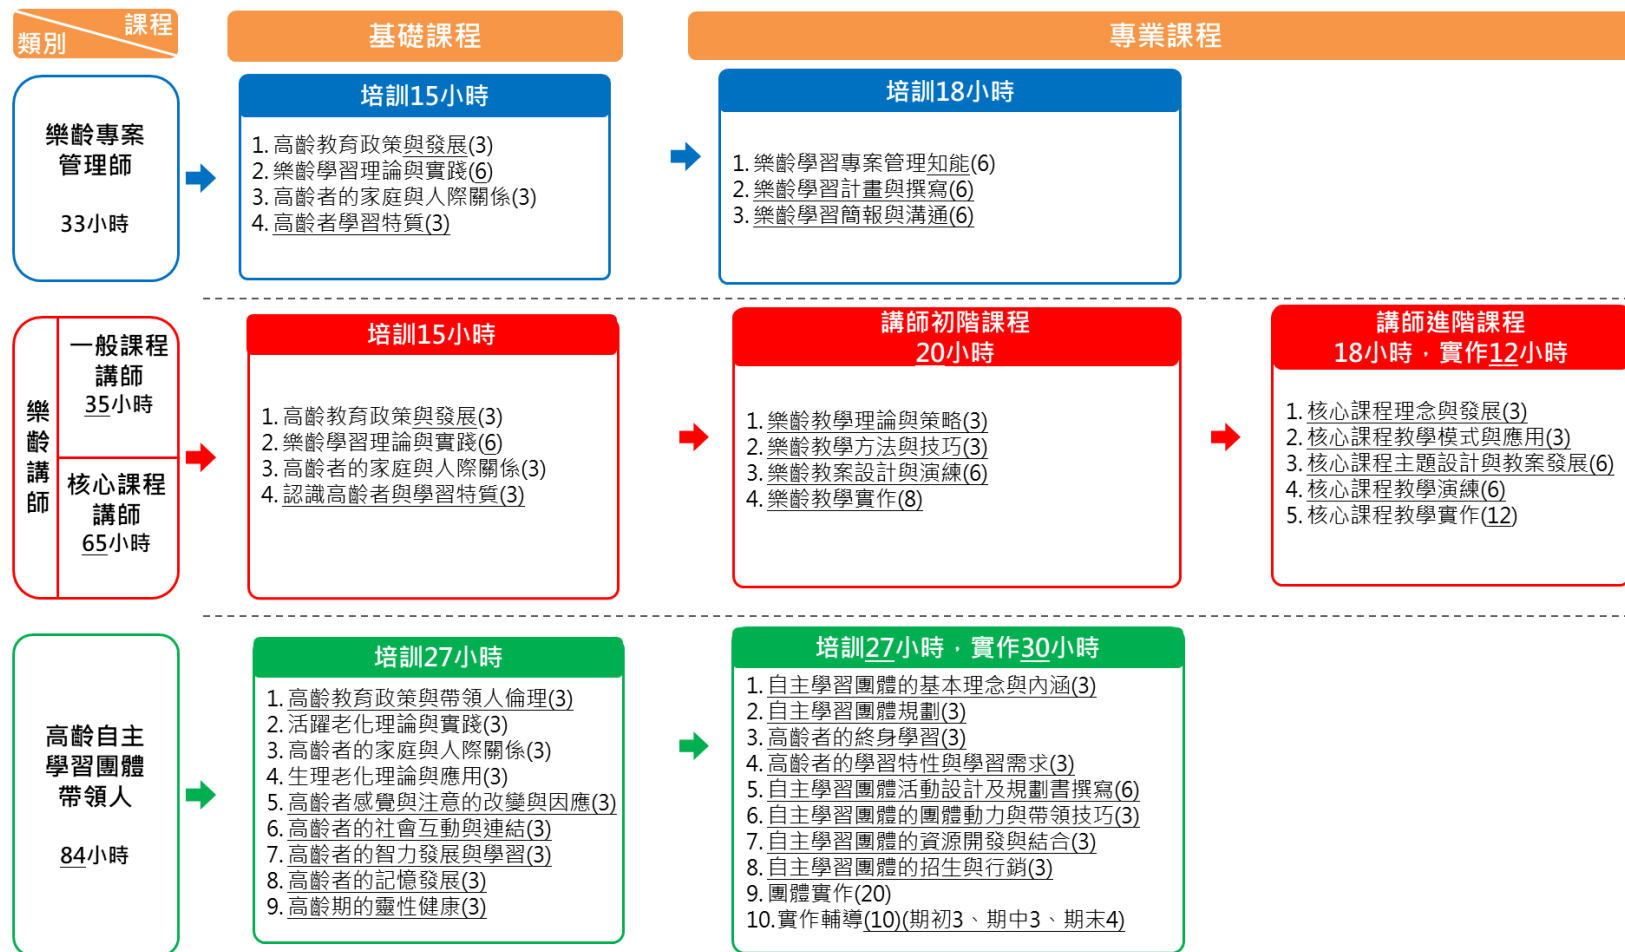 課程
類別
基礎課程
專業課程
樂齡專案
管理師
33小時
培訓15小時
1. 高齡教育政策與發展(3)
2. 樂齡學習理論與實踐(6)
3. 高齡者的家庭與人際關係(3)
4. 高齡者學習特質(3)
培訓18小時
1. 樂齡學習專案管理知能(6)
2. 樂齡學習計畫與撰寫(6)
3. 樂齡學習簡報與溝通(6)
樂齡講師
一般課程
講師
35小時
核心課程
講師
65小時
培訓15小時
1. 高齡教育政策與發展(3)
2. 樂齡學習理論與實踐(6)
3. 高齡者的家庭與人際關係(3)
4. 認識高齡者與學習特質(3)
講師初階課程
20小時
1. 樂齡教學理論與策略(3)
2. 樂齡教學方法與技巧(3)
3. 樂齡教案設計與演練(6)
4. 樂齡教學實作(8)
講師進階課程
18小時，實作12小時
1. 核心課程理念與發展(3)
2. 核心課程教學模式與應用(3)
3. 核心課程主題設計與教案發展(6)
4. 核心課程教學演練(6)
5. 核心課程教學實作(12)
高齡自主
學習團體
帶領人
84小時
培訓27小時
1. 高齡教育政策與帶領人倫理(3)
2. 活躍老化理論與實踐(3)
3. 高齡者的家庭與人際關係(3)
4. 生理老化理論與應用(3)
5. 高齡者感覺與注意的改變與因應(3)
6. 高齡者的社會互動與連結(3)
7. 高齡者的智力發展與學習(3)
8. 高齡者的記憶發展(3)
9. 高齡期的靈性健康(3)
培訓27小時，實作30小時
1. 自主學習團體的基本理念與內涵(3)
2. 自主學習團體規劃(3)
3. 高齡者的終身學習(3)
4. 高齡者的學習特性與學習需求(3)
5. 自主學習團體活動設計及規劃書撰寫(6)
6. 自主學習團體的團體動力與帶領技巧(3)
7. 自主學習團體的資源開發與結合(3)
8. 自主學習團體的招生與行銷(3)
9. 團體實作(20)
10.實作輔導(10)(期初3、期中3、期末4)